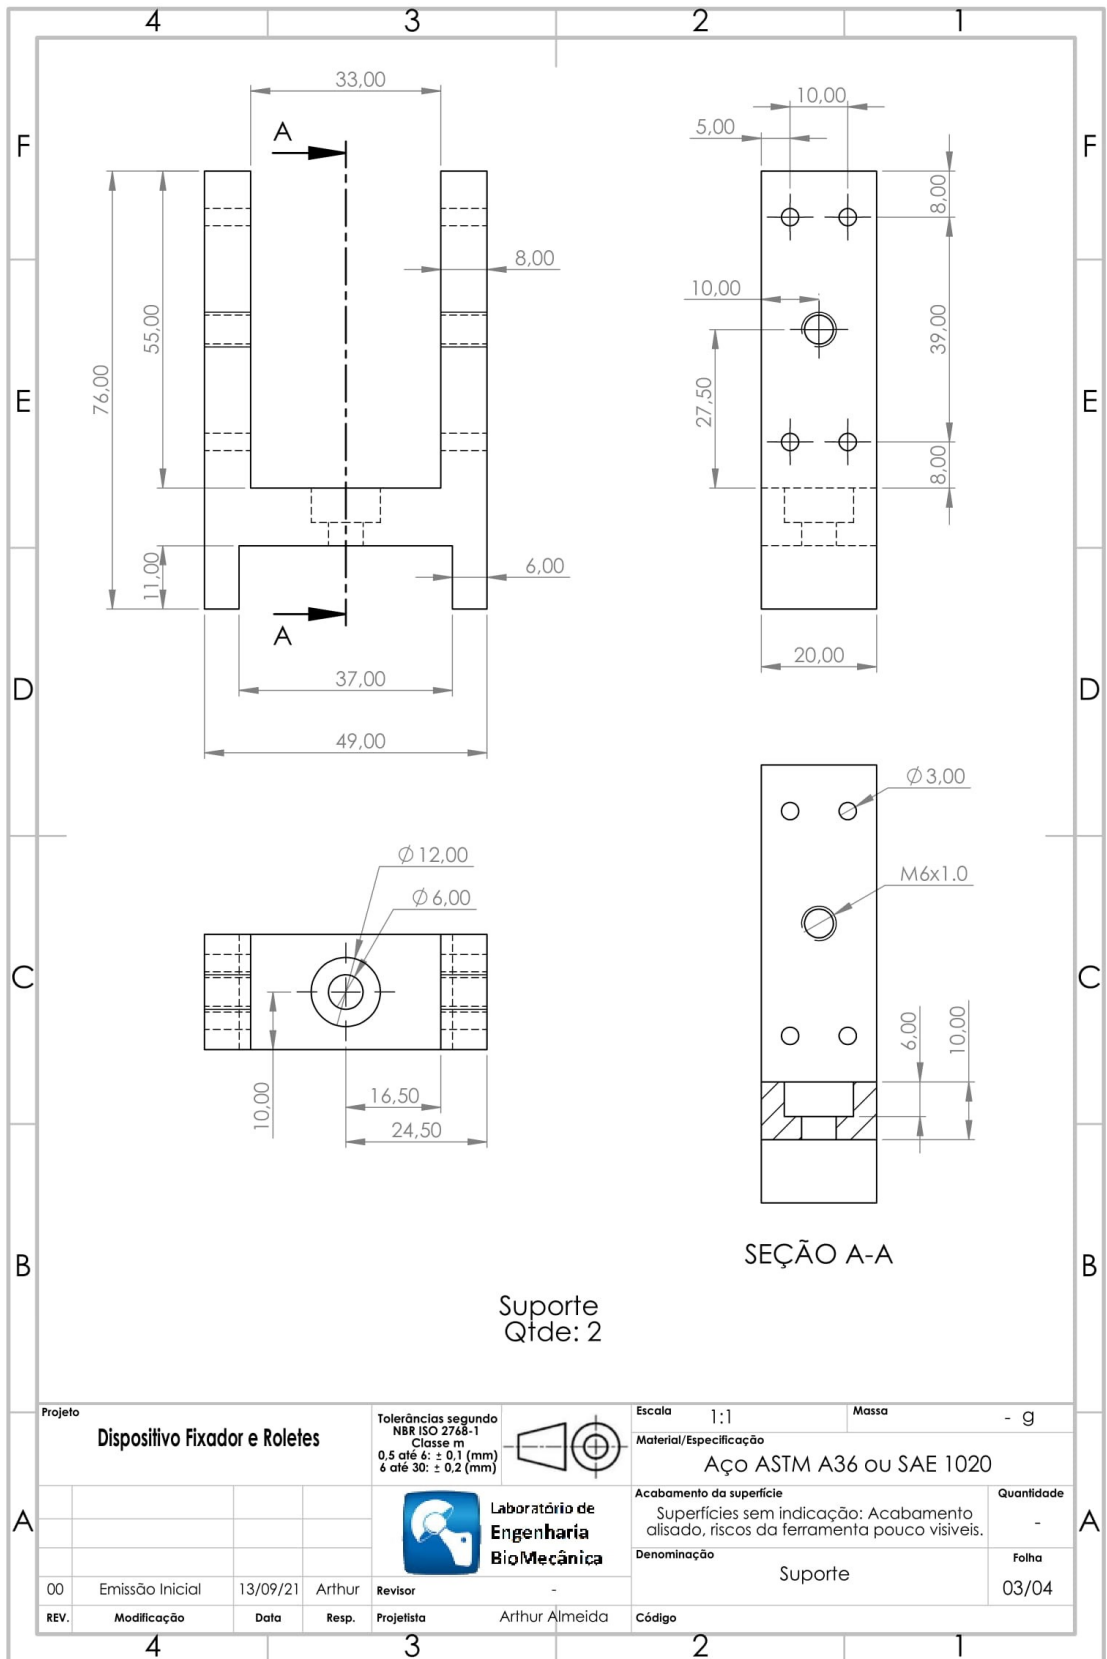 4 3 2 1
F F
E E
D D
C C
B B
A A
33,00
A
8,00
55,00
76,00
11,00
6,00
A
37,00
49,00
10,00
5,00
8,00
10,00
39,00
27,50
8,00
20,00
Ø 12,00
Ø 6,00
10,00
16,50
24,50
Ø 3,00
M6x1.0
6,00
10,00
SEÇÃO A-A
Suporte
Qtde: 2
Projeto
Dispositivo Fixador e Roletes
Tolerâncias segundo
NBR ISO 2768-1
Classe m
0,5 até 6: ± 0,1 (mm)
6 até 30: ± 0,2 (mm)
Escala 1:1 Massa - g
Material/Especificação
Aço ASTM A36 ou SAE 1020
Laboratório de
Engenharia
BioMecânica
Acabamento da superfície
Superfícies sem indicação: Acabamento
alisado, riscos da ferramenta pouco visiveis.
Quantidade
-
Denominação
Suporte
Folha
03/04
00 Emissão Inicial 13/09/21 Arthur Revisor -
REV. Modificação Data Resp. Projetista Arthur Almeida Código
4 3 2 1